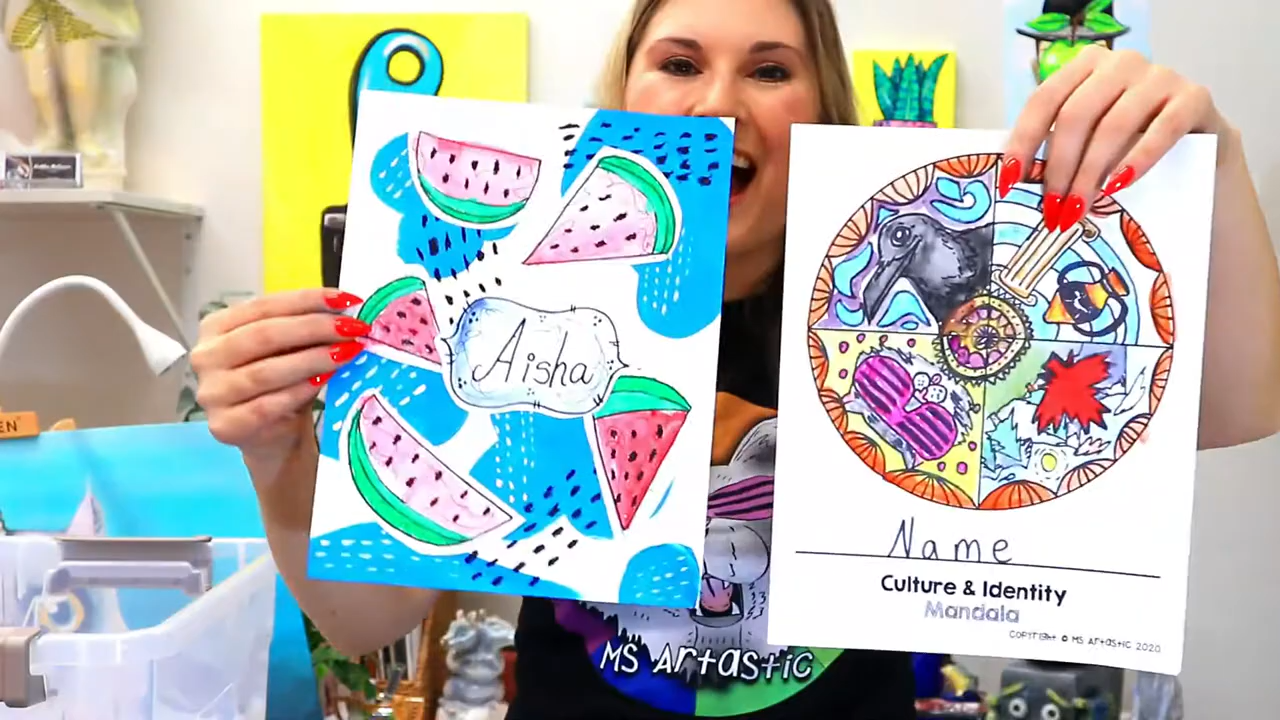 Aisha
Name
Culture & Identity
Mandala
COPYRIGHT © MS ARTASTIC 2020
MS ArtastiC